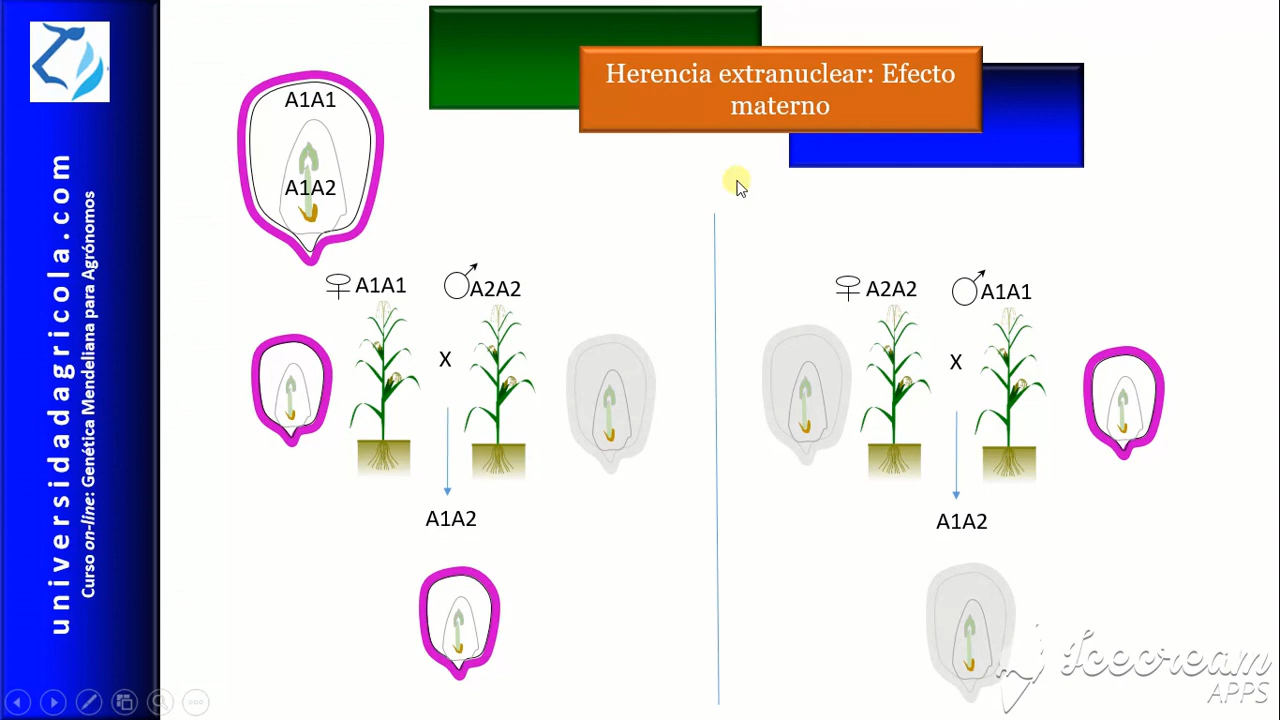 universidadagricola.com
Curso on-line: Genética Mendeliana para Agrónomos
Herencia extranuclear: Efecto
materno
A1A1
A1A2
A1A1
A2A2
X
A1A2
A2A2
A1A1
X
A1A2
Icecream
APPS